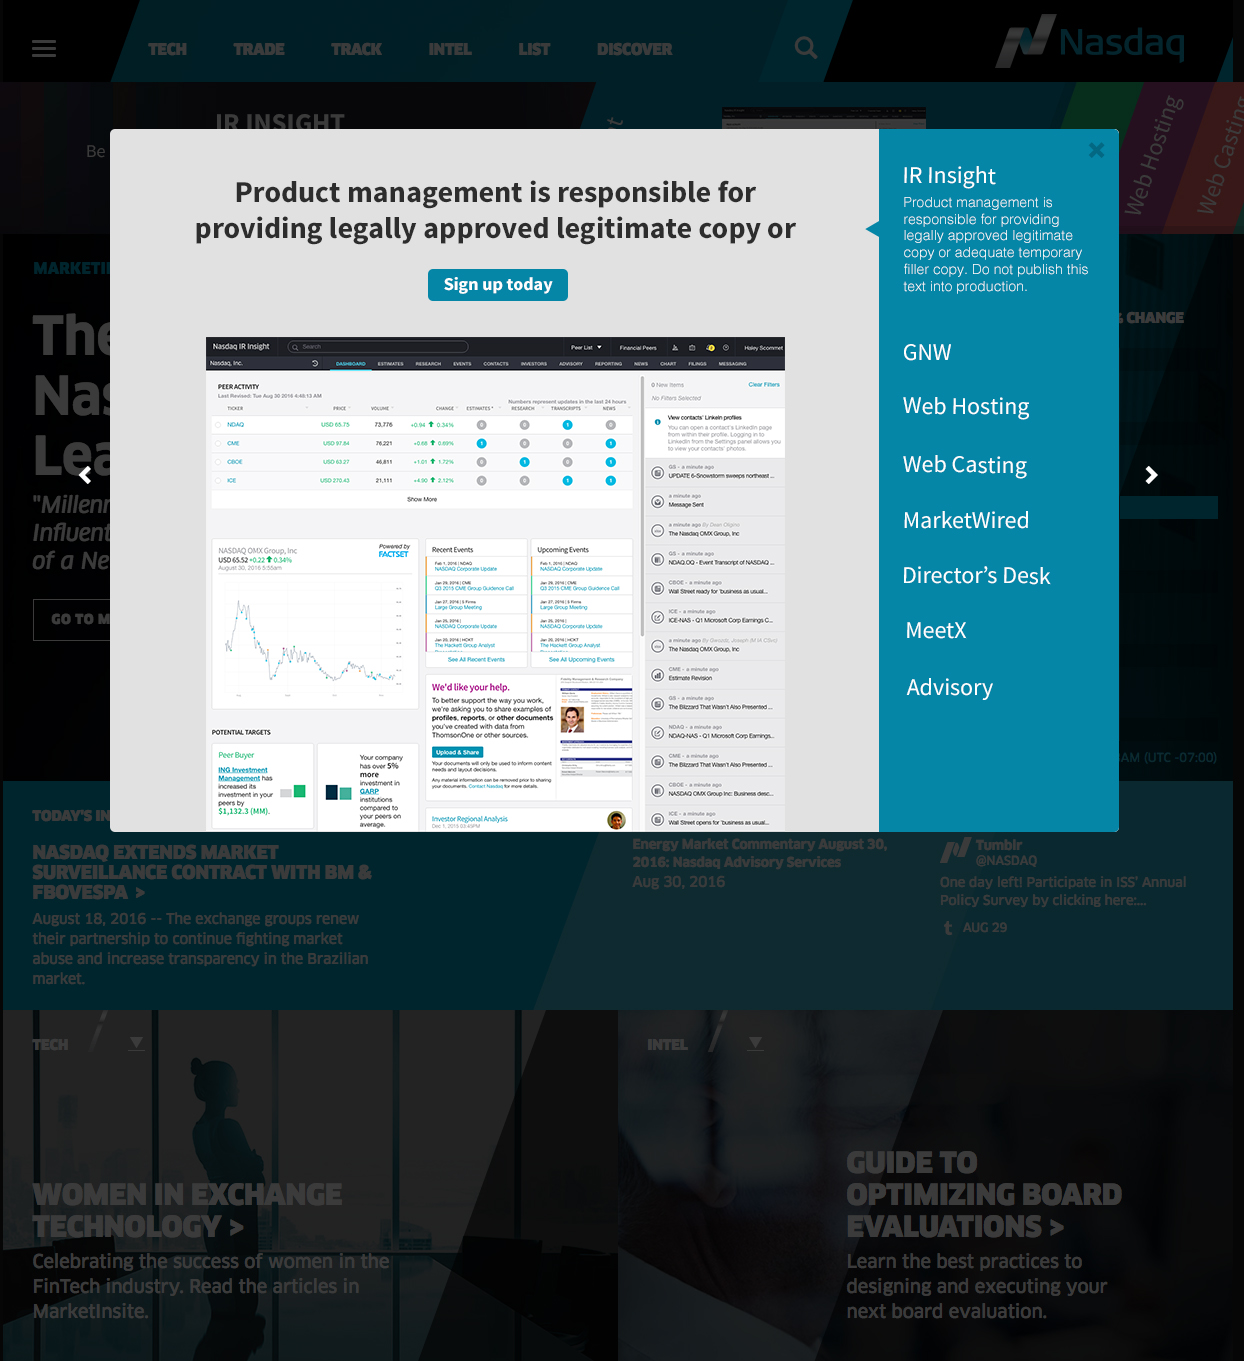 TECH TRADE TRACK INTEL LIST DISCOVER
Nasdaq
IR INSIGHT
Be
Web Hosting
Web Casting
Product management is responsible for
providing legally approved legitimate copy or
Sign up today
IR Insight
Product management is
responsible for providing
legally approved legitimate
copy or adequate temporary
filler copy. Do not publish this
text into production.
GNW
Web Hosting
Web Casting
MarketWired
Director's Desk
MeetX
Advisory
Nasdaq IR Insight
Search
Peer List
Financial Peers
Haley Scommet
Nasdaq, Inc.
DASHBOARD ESTIMATES RESEARCH EVENTS CONTACTS INVESTORS ADVISORY REPORTING NEWS CHART FILINGS MESSAGING
PEER ACTIVITY
Last Revised: Tue Aug 30 2016 4:48:13 AM
Numbers represent updates in the last 24 hours
TICKER PRICE VOLUME CHANGE ESTIMATES RESEARCH TRANSCRIPTS NEWS
NDAQ USD 65.75 73,776 +0.94 0.34% 0 0 1 0
CME USD 97.84 76,221 +0.68 0.69% 1 0 0 1
CBOE USD 63.27 46,811 +1.01 1.72% 0 1 0 1
ICE USD 270.43 21,111 +4.90 2.12% 0 0 1 1
Show More
0 New Items
Clear Filters
No Filters Selected
View contacts' LinkeIn profiles
You can open a contact's LinkedIn page
from within their profile. Logging in to
LinkedIn from the Settings panel allows you
to view your contacts' photos.
GS - a minute ago
UPDATE 6-Snowstorm sweeps northeast ...
a minute ago
Message Sent
a minute ago By Dean Olgino
The Nasdaq OMX Group, Inc
GS - a minute ago
NDAQ.OQ - Event Transcript of NASDAQ ...
CBOE - a minute ago
Wall Street ready for 'business as usual...
ICE - a minute ago
ICE-NAS - Q1 Microsoft Corp Earnings C...
a minute ago By Gwozdz, Joseph (M IA CSvc)
The Nasdaq OMX Group, Inc
CME - a minute ago
Estimate Revision
GS - a minute ago
The Blizzard That Wasn't Also Presented ...
NDAQ - a minute ago
NDAQ-NAS - Q1 Microsoft Corp Earnings...
CME - a minute ago
The Blizzard That Wasn't Also Presented ...
CBOE - a minute ago
NASDAQ OMX Group Inc: Business desc...
ICE - a minute ago
Wall Street opens for 'business as usual...
NASDAQ OMX Group, Inc
USD 65.52 +0.22 0.34%
August 30, 2016 5:55am
Powered by
FACTSET
Recent Events
Feb 1, 2016 | NDAQ
NASDAQ Corporate Update
Jan 29, 2016 | CME
Q3 2015 CME Group Guidance Call
Jan 27, 2016 | 5 Firms
Large Group Meeting
Jan 25, 2016
NASDAQ Corporate Update
Jan 20, 2016 | HCKT
The Hackett Group Analyst
See All Recent Events
Upcoming Events
Feb 1, 2016 | NDAQ
NASDAQ Corporate Update
Jan 29, 2016 | CME
Q3 2015 CME Group Guidance Call
Jan 27, 2016 | 5 Firms
Large Group Meeting
Jan 25, 2016
NASDAQ Corporate Update
Jan 20, 2016 | HCKT
The Hackett Group Analyst
See All Upcoming Events
We'd like your help.
To better support the way you work,
we're asking you to share examples of
profiles, reports, or other documents
you've created with data from
ThomsonOne or other sources.
Upload & Share
Your documents will only be used to inform content
needs and layout decisions.
Any material information can be removed prior to sharing
your documents. Contact Nasdaq for more details.
Investor Regional Analysis
Dec 1, 2015 03:45PM
POTENTIAL TARGETS
Peer Buyer
ING Investment
Management has
increased its
investment in your
peers by
$1,132.3 (MM).
Your company
has over 5%
more
investment in
GARP
institutions
compared to
your peers on
average.
MARKETI
The
Nas
Lea
"Millenn
Influent
of a Ne
GO TO M
CHANGE
AM (UTC -07:00)
TODAY'S IN
NASDAQ EXTENDS MARKET
SURVEILLANCE CONTRACT WITH BM &
FBOVESPA >
August 18, 2016 -- The exchange groups renew
their partnership to continue fighting market
abuse and increase transparency in the Brazilian
market.
Energy Market Commentary August 30,
2016: Nasdaq Advisory Services
Aug 30, 2016
Tumblr
@NASDAQ
One day left! Participate in ISS' Annual
Policy Survey by clicking here:...
t AUG 29
TECH
WOMEN IN EXCHANGE
TECHNOLOGY >
Celebrating the success of women in the
FinTech industry. Read the articles in
MarketInsite.
INTEL
GUIDE TO
OPTIMIZING BOARD
EVALUATIONS >
Learn the best practices to
designing and executing your
next board evaluation.